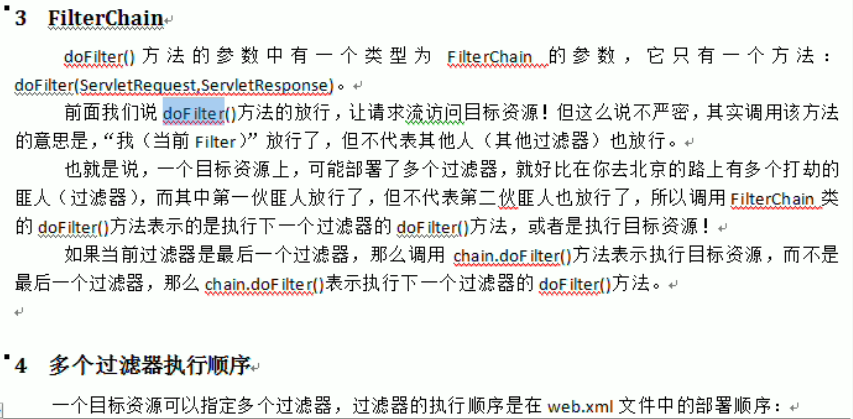 3 FilterChain
doFilter()方法的参数中有一个类型为 FilterChain 的参数，它只有一个方法：
doFilter(ServletRequest,ServletResponse)。
前面我们说 doFilter()方法的放行，让请求流访问目标资源！但这么说不严密，其实调用该方法
的意思是，“我（当前 Filter）”放行了，但不代表其他人（其他过滤器）也放行。
也就是说，一个目标资源上，可能部署了多个过滤器，就好比在你去北京的路上有多个打劫的
匪人（过滤器），而其中第一伙匪人放行了，但不代表第二伙匪人也放行了，所以调用 FilterChain 类
的 doFilter()方法表示的是执行下一个过滤器的 doFilter()方法，或者是执行目标资源！
如果当前过滤器是最后一个过滤器，那么调用 chain.doFilter()方法表示执行目标资源，而不是
最后一个过滤器，那么 chain.doFilter()表示执行下一个过滤器的 doFilter()方法。
4 多个过滤器执行顺序
一个目标资源可以指定多个过滤器，过滤器的执行顺序是在 web.xml 文件中的部署顺序：